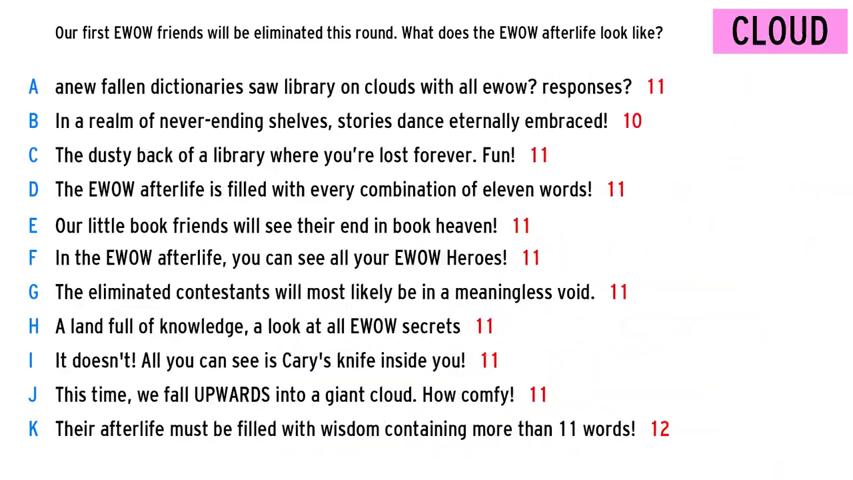 Our first EWOW friends will be eliminated this round. What does the EWOW afterlife look like?
CLOUD
A anew fallen dictionaries saw library on clouds with all ewow? responses? 11
B In a realm of never-ending shelves, stories dance eternally embraced! 10
C The dusty back of a library where you're lost forever. Fun! 11
D The EWOW afterlife is filled with every combination of eleven words! 11
E Our little book friends will see their end in book heaven! 11
F In the EWOW afterlife, you can see all your EWOW Heroes! 11
G The eliminated contestants will most likely be in a meaningless void. 11
H A land full of knowledge, a look at all EWOW secrets 11
I It doesn't! All you can see is Cary's knife inside you! 11
J This time, we fall UPWARDS into a giant cloud. How comfy! 11
K Their afterlife must be filled with wisdom containing more than 11 words! 12